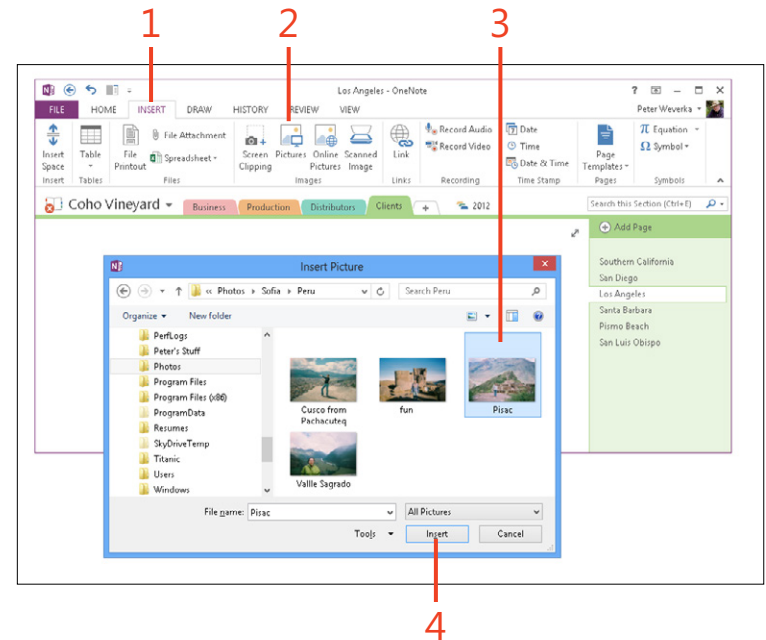 1 2 3
Los Angeles - OneNote
FILE HOME INSERT DRAW HISTORY REVIEW VIEW Peter Weverka
Insert Space
Table
File Printout
File Attachment
Spreadsheet
Screen Clipping
Pictures
Online Pictures
Scanned Image
Link
Record Audio
Record Video
Date
Time
Date & Time
Page Templates
π Equation
Ω Symbol
Insert Tables Files Images Links Recording Time Stamp Pages Symbols
Coho Vineyard Business Production Distributors Clients + 2012 Search this Section (Ctrl+E)
Add Page
Southern California
San Diego
Los Angeles
Santa Barbara
Pismo Beach
San Luis Obispo
Insert Picture
« Photos Sofia Peru Search Peru
Organize New folder
PerfLogs
Peter's Stuff
Photos
Program Files
Program Files (x86)
ProgramData
Resumes
SkyDriveTemp
Titanic
Users
Windows
Cusco from Pachacuteq
fun
Pisac
Vallle Sagrado
File name: Pisac All Pictures
Tools Insert Cancel
4